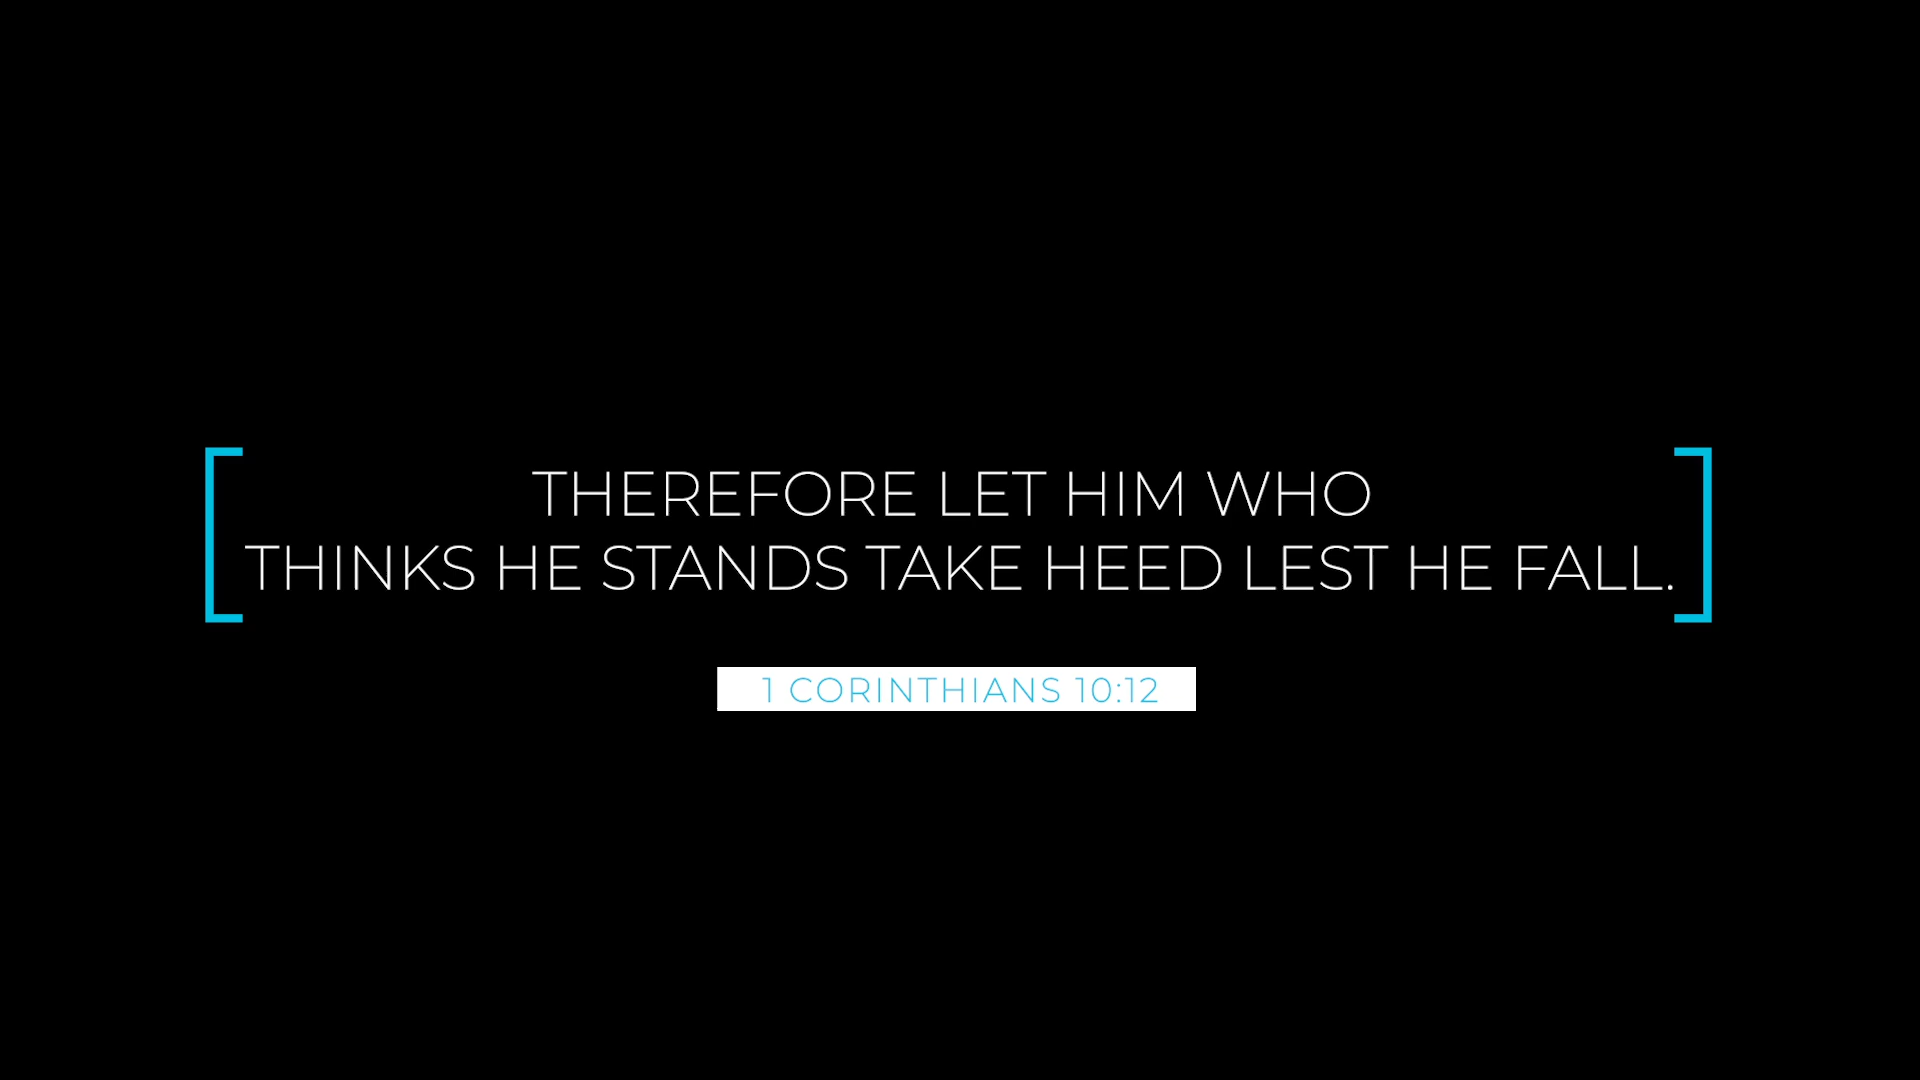 THEREFORE LET HIM WHO
THINKS HE STANDS TAKE HEED LEST HE FALL.
1 CORINTHIANS 10:12